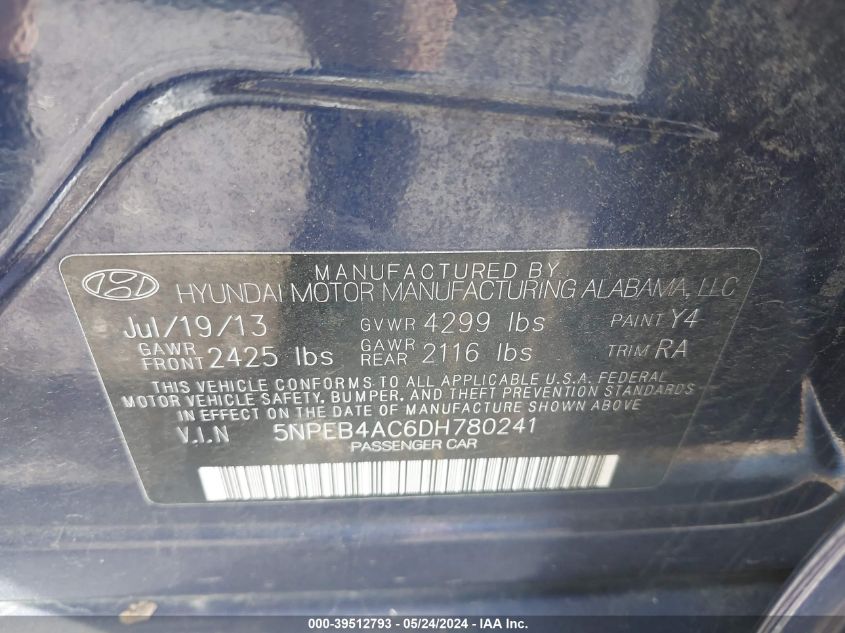 MANUFACTURED BY
HYUNDAI MOTOR MANUFACTURING ALABAMA, LLC
Jul/19/13 GVWR 4299 lbs PAINT Y4
GAWR FRONT 2425 lbs GAWR REAR 2116 lbs TRIM RA
THIS VEHICLE CONFORMS TO ALL APPLICABLE U.S.A. FEDERAL
MOTOR VEHICLE SAFETY, BUMPER, AND THEFT PREVENTION STANDARDS
IN EFFECT ON THE DATE OF MANUFACTURE SHOWN ABOVE
V.I.N 5NPEB4AC6DH780241
PASSENGER CAR
000-39512793 - 05/24/2024 - IAA Inc.